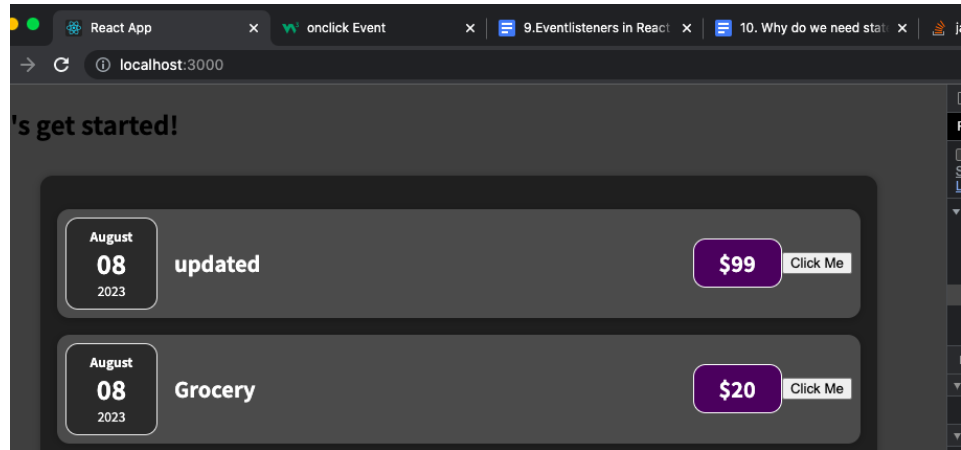 React App
onclick Event
9.Eventlisteners in React
10. Why do we need stat
localhost:3000
's get started!
August
08
2023
updated
$99
Click Me
August
08
2023
Grocery
$20
Click Me